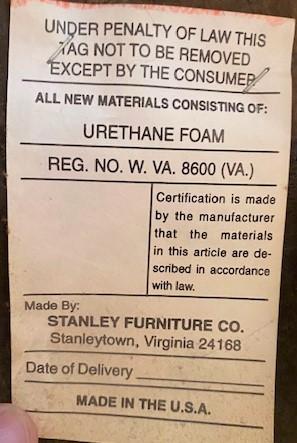 UNDER PENALTY OF LAW THIS
TAG NOT TO BE REMOVED
EXCEPT BY THE CONSUMER
ALL NEW MATERIALS CONSISTING OF:
URETHANE FOAM
REG. NO. W. VA. 8600 (VA.)
Certification is made
by the manufacturer
that the materials
in this article are de-
scribed in accordance
with law.
Made By:
STANLEY FURNITURE CO.
Stanleytown, Virginia 24168
Date of Delivery
MADE IN THE U.S.A.